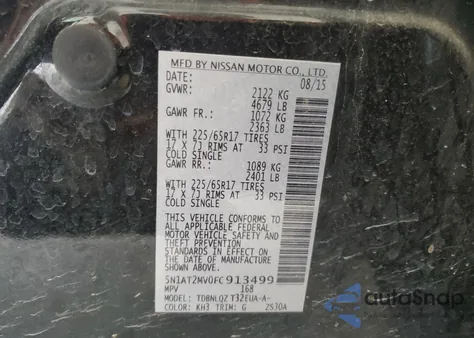 MFD BY NISSAN MOTOR CO., LTD.
DATE: 08/15
GVWR: 2122 KG
4679 LB
GAWR FR.: 1072 KG
2363 LB
WITH 225/65R17 TIRES
17 X 7J RIMS AT 33 PSI
COLD SINGLE
GAWR RR.: 1089 KG
2401 LB
WITH 225/65R17 TIRES
17 X 7J RIMS AT 33 PSI
COLD SINGLE
THIS VEHICLE CONFORMS TO
ALL APPLICABLE FEDERAL
MOTOR VEHICLE SAFETY AND
THEFT PREVENTION
STANDARDS IN EFFECT ON
THE DATE OF MANUFACTURE
SHOWN ABOVE.
5N1AT2MV0FC913499
MPV 168
MODEL: TDBNLQZ T32EUA-A-
COLOR: KH3 TRIM: G 2S30A
autoSnap